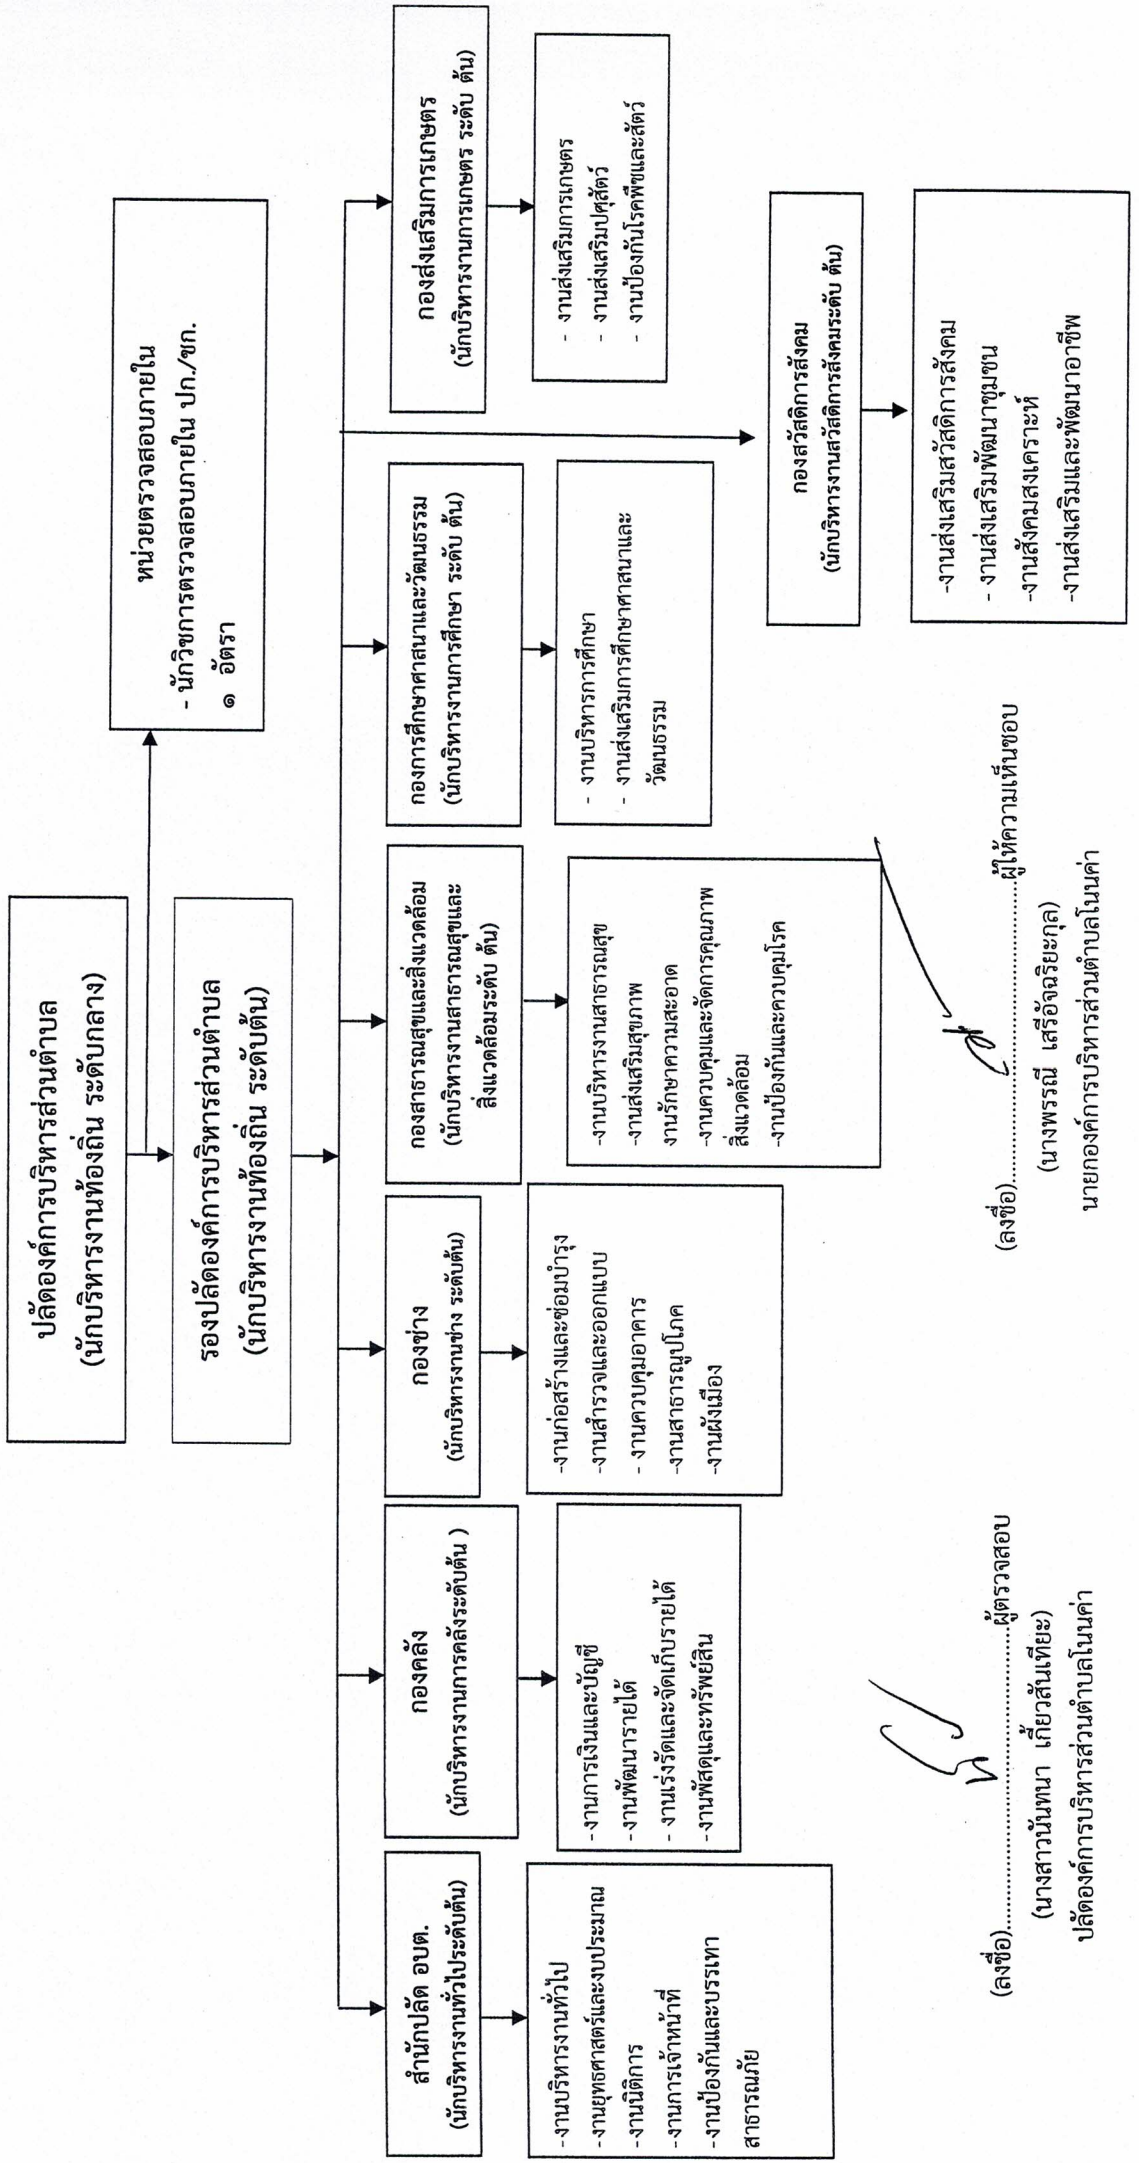 ปลัดองค์การบริหารส่วนตำบล
(นักบริหารงานท้องถิ่น ระดับกลาง)
หน่วยตรวจสอบภายใน
- นักวิชการตรวจสอบภายใน ปก./ชก.
๑ อัตรา
รองปลัดองค์การบริหารส่วนตำบล
(นักบริหารงานท้องถิ่น ระดับต้น)
สำนักปลัด อบต.
(นักบริหารงานทั่วไประดับต้น)
-งานบริหารงานทั่วไป
-งานยุทธศาสตร์และงบประมาณ
-งานนิติการ
-งานการเจ้าหน้าที่
-งานป้องกันและบรรเทา
สาธารณภัย
กองคลัง
(นักบริหารงานการคลังระดับต้น )
-งานการเงินและบัญชี
-งานพัฒนารายได้
- งานเร่งรัดและจัดเก็บรายได้
-งานพัสดุและทรัพย์สิน
กองช่าง
(นักบริหารงานช่าง ระดับต้น)
-งานก่อสร้างและซ่อมบำรุง
-งานสำรวจและออกแบบ
- งานควบคุมอาคาร
-งานสาธารณูปโภค
-งานผังเมือง
กองสาธารณสุขและสิ่งแวดล้อม
(นักบริหารงานสาธารณสุขและ
สิ่งแวดล้อมระดับ ต้น)
-งานบริหารงานสาธารณสุข
-งานส่งเสริมสุขภาพ
งานรักษาความสะอาด
-งานควบคุมและจัดการคุณภาพ
สิ่งแวดล้อม
-งานป้องกันและควบคุมโรค
กองการศึกษาศาสนาและวัฒนธรรม
(นักบริหารงานการศึกษา ระดับ ต้น)
- งานบริหารการศึกษา
- งานส่งเสริมการศึกษาศาสนาและ
วัฒนธรรม
กองส่งเสริมการเกษตร
(นักบริหารงานการเกษตร ระดับ ต้น)
- งานส่งเสริมการเกษตร
- งานส่งเสริมปศุสัตว์
- งานป้องกันโรคพืชและสัตว์
กองสวัสดิการสังคม
(นักบริหารงานสวัสดิการสังคมระดับ ต้น)
-งานส่งเสริมสวัสดิการสังคม
- งานส่งเสริมพัฒนาชุมชน
-งานสังคมสงเคราะห์
-งานส่งเสริมและพัฒนาอาชีพ
(ลงชื่อ)..............................ผู้ตรวจสอบ
(นางสาวนันทนา เกี้ยวสันเทียะ)
ปลัดองค์การบริหารส่วนตำบลโนนค่า
(ลงชื่อ)..............................ผู้ให้ความเห็นชอบ
(นางพรรณี เสรีอัจฉริยะกุล)
นายกองค์การบริหารส่วนตำบลโนนค่า